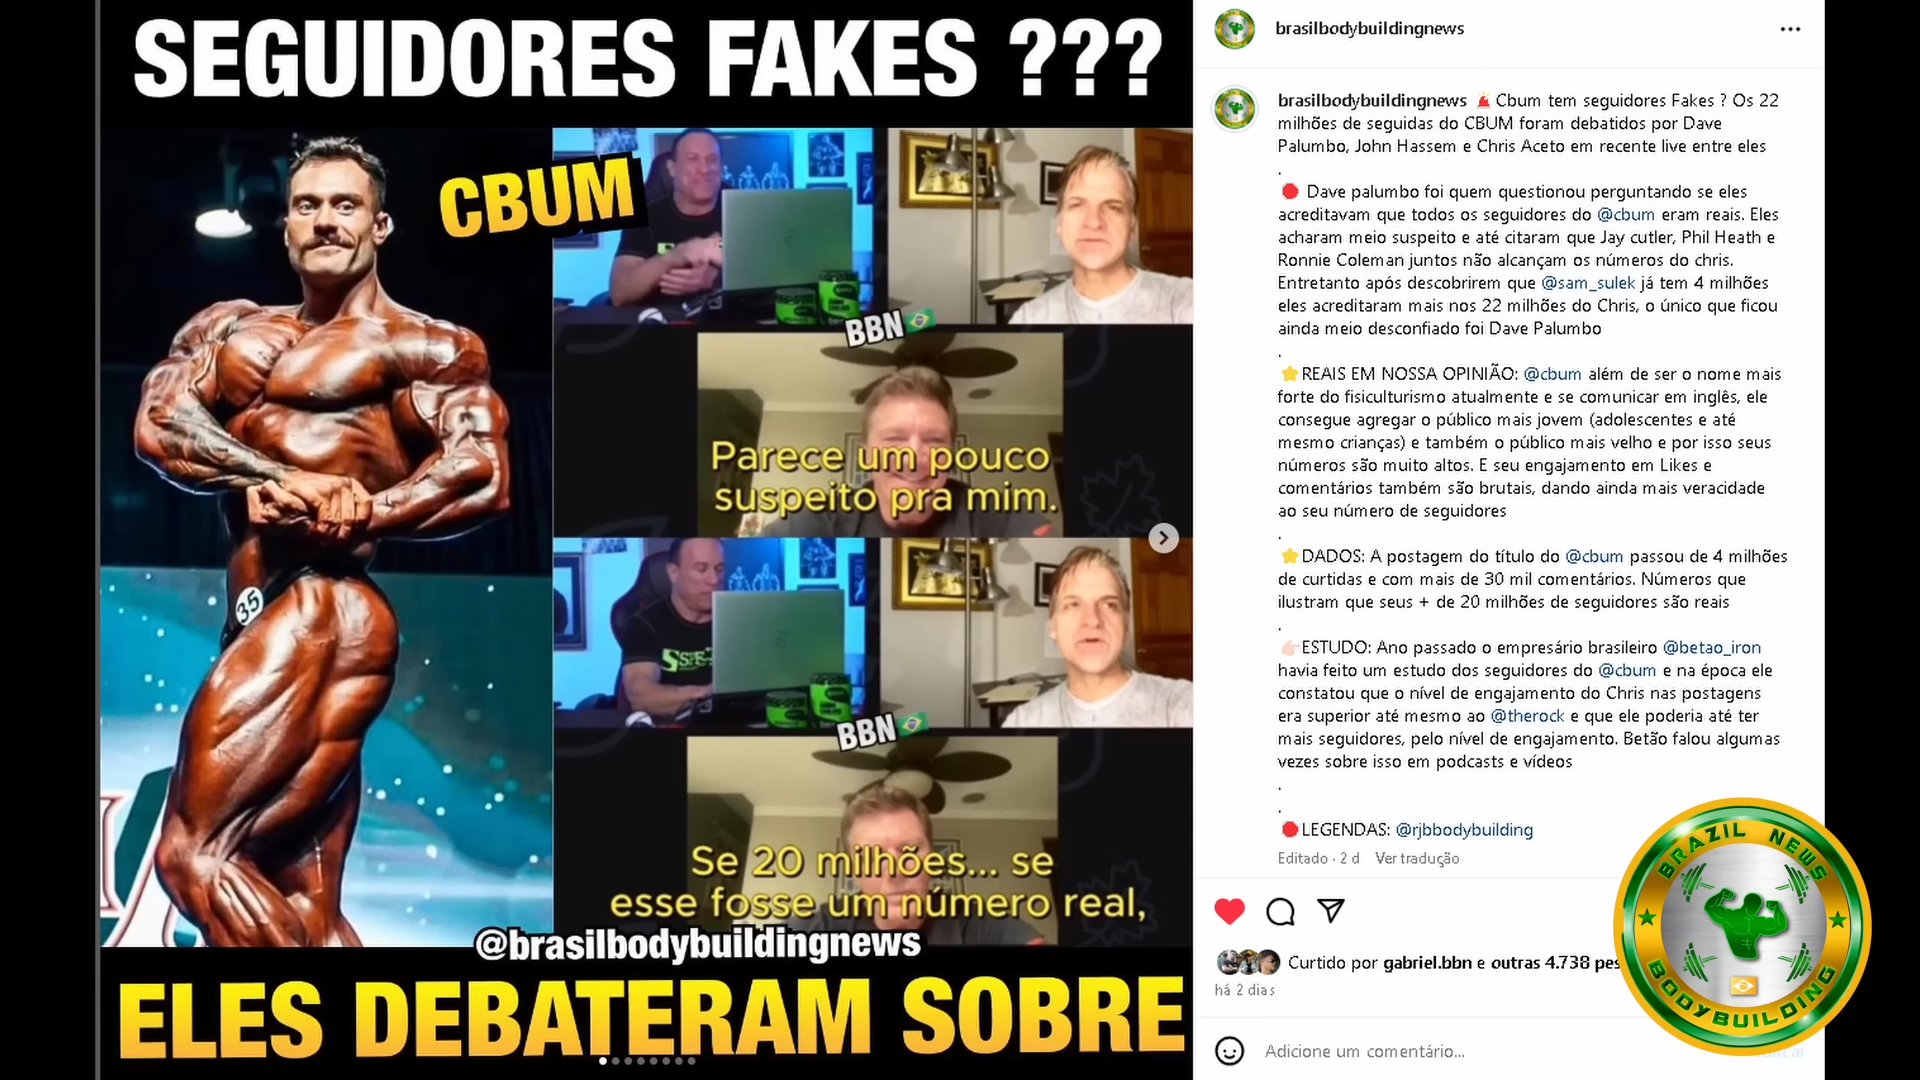 SEGUIDORES FAKES ???
CBUM
35
BBN
Parece um pouco
suspeito pra mim.
BBN
Se 20 milhões... se
esse fosse um número real,
@brasilbodybuildingnews
ELES DEBATERAM SOBRE
brasilbodybuildingnews
brasilbodybuildingnews 🚨Cbum tem seguidores Fakes ? Os 22
milhões de seguidas do CBUM foram debatidos por Dave
Palumbo, John Hassem e Chris Aceto em recente live entre eles
.
🛑 Dave palumbo foi quem questionou perguntando se eles
acreditavam que todos os seguidores do @cbum eram reais. Eles
acharam meio suspeito e até citaram que Jay cutler, Phil Heath e
Ronnie Coleman juntos não alcançam os números do chris.
Entretanto após descobrirem que @sam_sulek já tem 4 milhões
eles acreditaram mais nos 22 milhões do Chris, o único que ficou
ainda meio desconfiado foi Dave Palumbo
.
⭐REAIS EM NOSSA OPINIÃO: @cbum além de ser o nome mais
forte do fisiculturismo atualmente e se comunicar em inglês, ele
consegue agregar o público mais jovem (adolescentes e até
mesmo crianças) e também o público mais velho e por isso seus
números são muito altos. E seu engajamento em Likes e
comentários também são brutais, dando ainda mais veracidade
ao seu número de seguidores
.
⭐DADOS: A postagem do título do @cbum passou de 4 milhões
de curtidas e com mais de 30 mil comentários. Números que
ilustram que seus + de 20 milhões de seguidores são reais
.
👉🏻ESTUDO: Ano passado o empresário brasileiro @betao_iron
havia feito um estudo dos seguidores do @cbum e na época ele
constatou que o nível de engajamento do Chris nas postagens
era superior até mesmo ao @therock e que ele poderia até ter
mais seguidores, pelo nível de engajamento. Betão falou algumas
vezes sobre isso em podcasts e vídeos
.
.
🛑LEGENDAS: @rjbbodybuilding
Editado · 2 d Ver tradução
Curtido por gabriel.bbn e outras 4.738 pes
há 2 dias
Adicione um comentário...
BRAZIL NEWS
BODYBUILDING